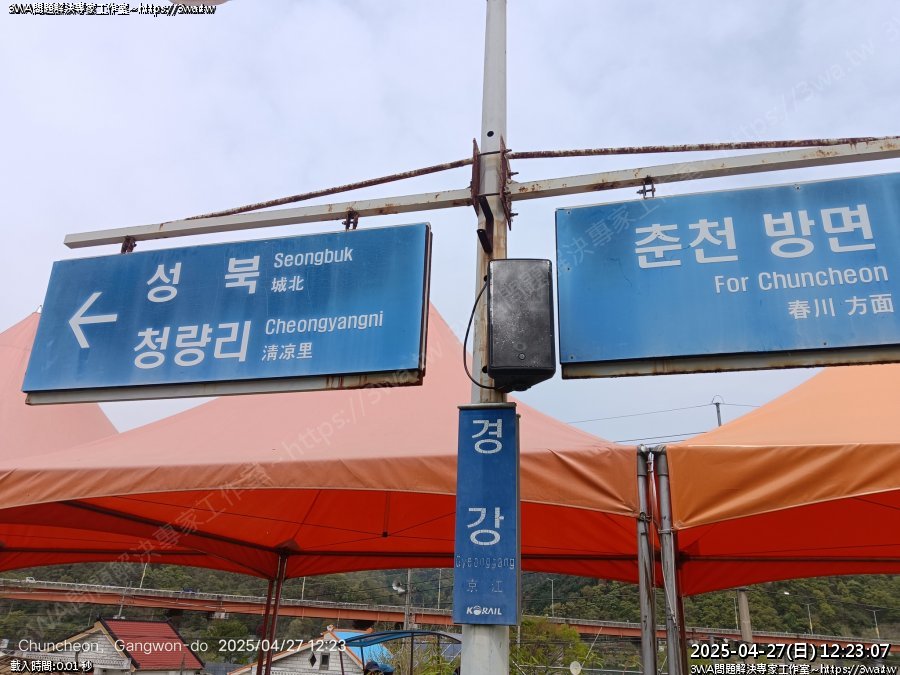 3WA問題解決專家工作室~https://3wa.tw
성 북 Seongbuk
城北
←
청량리 Cheongyangni
清凉里
춘천 방면
For Chuncheon
春川 方面
경
강
Gyeonggang
京 江
KORAIL
Chuncheon, Gangwon-do 2025/04/27 12:23
載入時間:0.01 秒
2025-04-27(日) 12:23:07
3WA問題解決專家工作室~https://3wa.tw